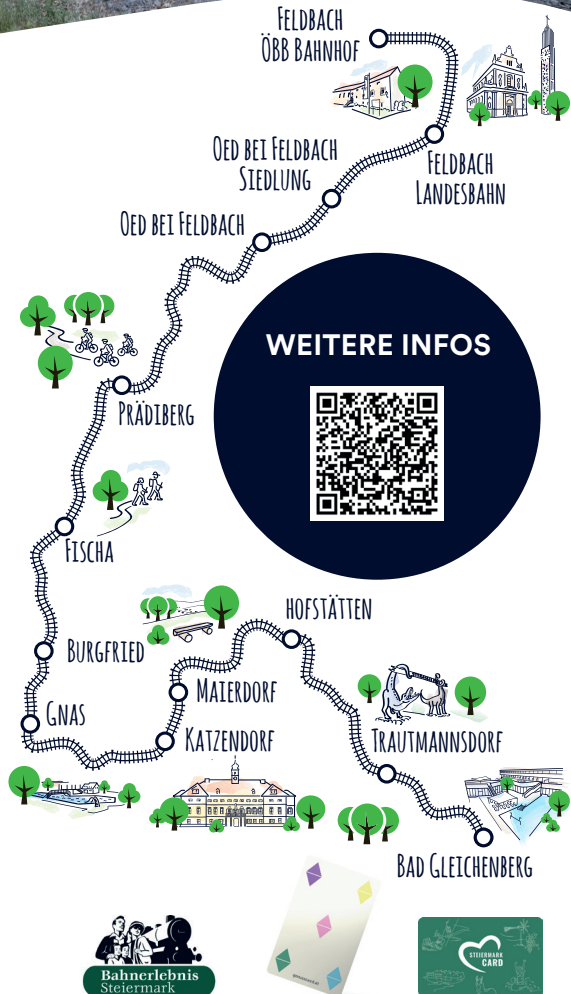 FELDBACH
ÖBB BAHNHOF
OED BEI FELDBACH
SIEDLUNG
FELDBACH
LANDESBAHN
OED BEI FELDBACH
WEITERE INFOS
PRÄDIBERG
FISCHA
HOFSTÄTTEN
BURGFRIED
MAIERDORF
GNAS
KATZENDORF
TRAUTMANNSDORF
BAD GLEICHENBERG
Bahnerlebnis
Steiermark
STEIERMARK
CARD